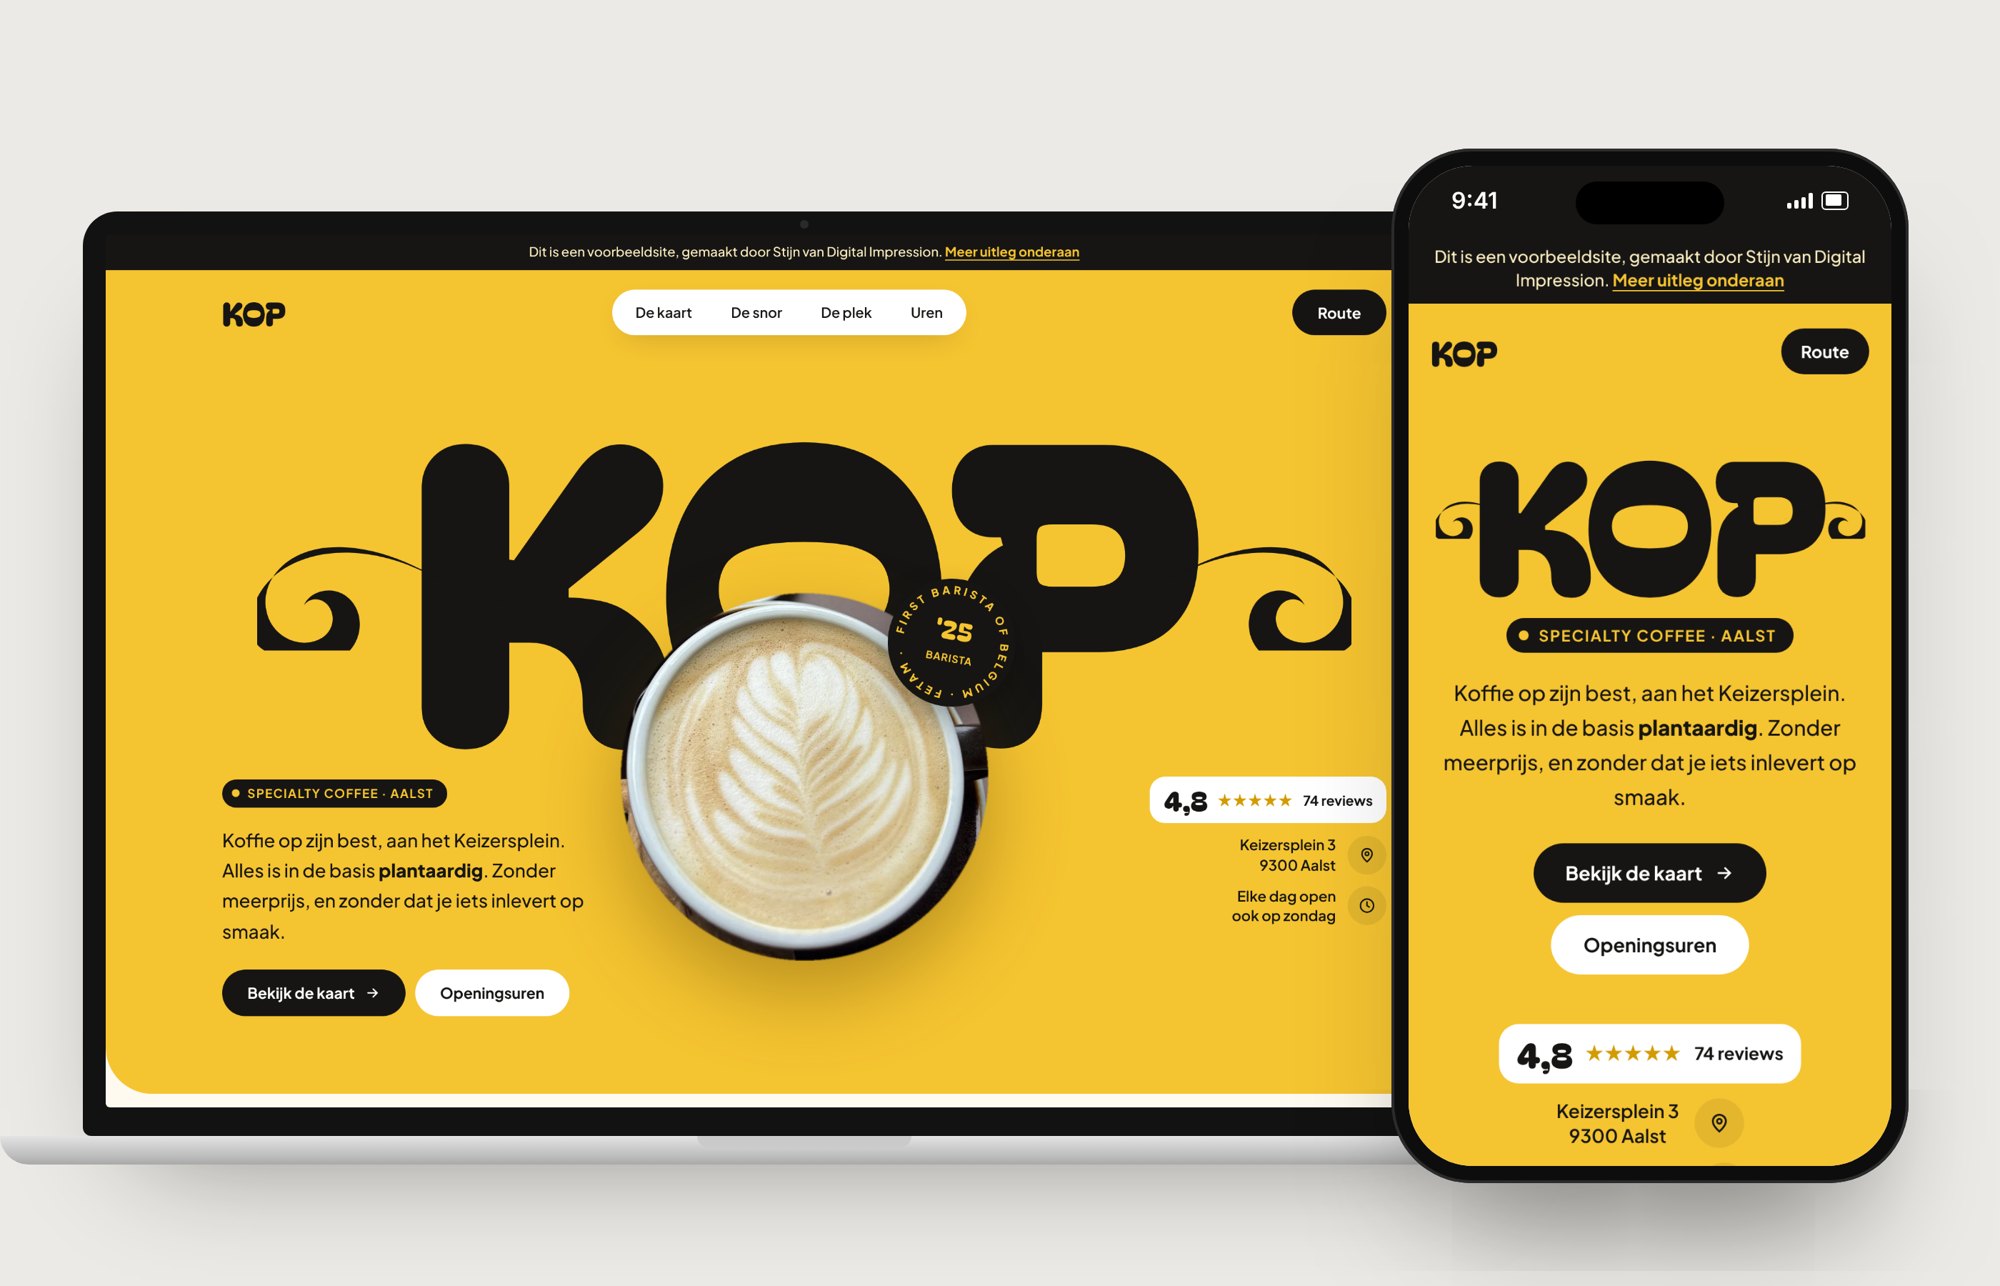 Dit is een voorbeeldsite, gemaakt door Stijn van Digital Impression. Meer uitleg onderaan
KOP
De kaart
De snor
De plek
Uren
Route
KOP
FIRST BARISTA OF BELGIUM · FETAM ·
'25
BARISTA
SPECIALTY COFFEE · AALST
Koffie op zijn best, aan het Keizersplein.
Alles is in de basis plantaardig. Zonder
meerprijs, en zonder dat je iets inlevert op
smaak.
Bekijk de kaart →
Openingsuren
4,8 ★★★★★ 74 reviews
Keizersplein 3
9300 Aalst
Elke dag open
ook op zondag
9:41
Dit is een voorbeeldsite, gemaakt door Stijn van Digital
Impression. Meer uitleg onderaan
KOP
Route
KOP
SPECIALTY COFFEE · AALST
Koffie op zijn best, aan het Keizersplein.
Alles is in de basis plantaardig. Zonder
meerprijs, en zonder dat je iets inlevert op
smaak.
Bekijk de kaart →
Openingsuren
4,8 ★★★★★ 74 reviews
Keizersplein 3
9300 Aalst